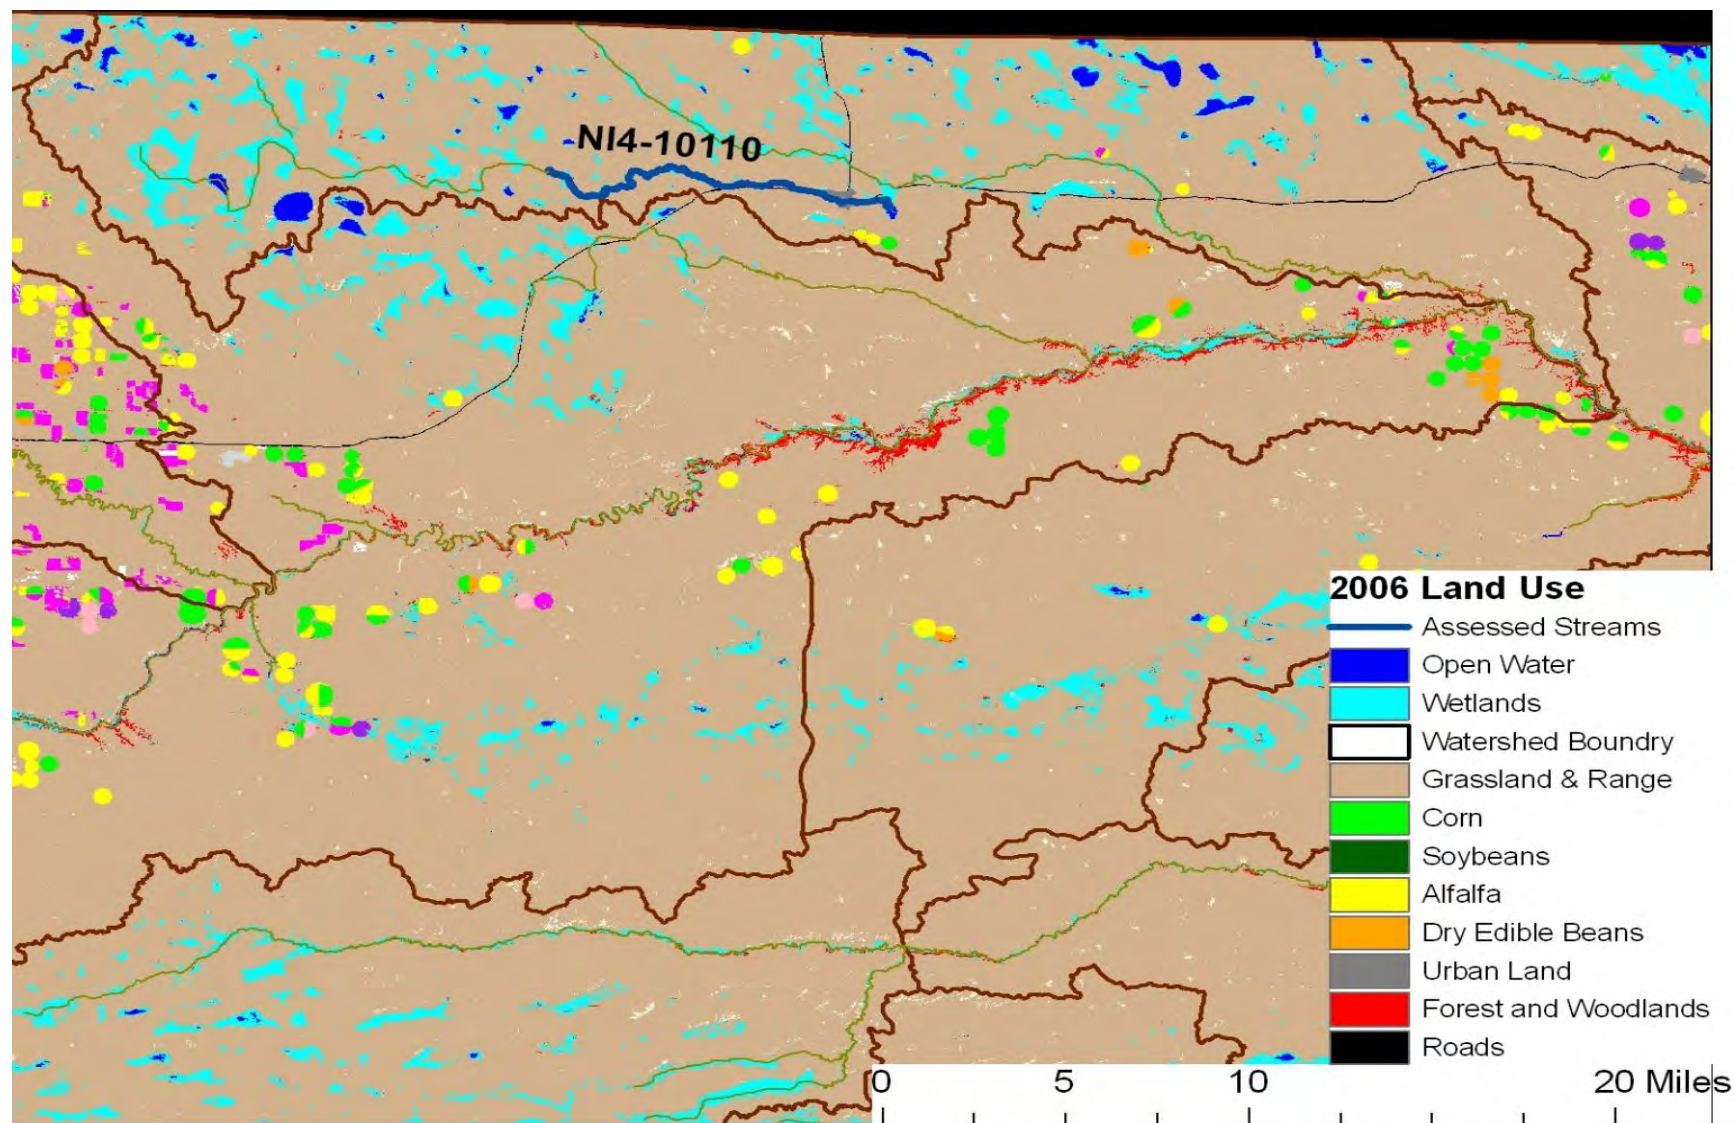 NI4-10110
2006 Land Use
Assessed Streams
Open Water
Wetlands
Watershed Boundry
Grassland & Range
Corn
Soybeans
Alfalfa
Dry Edible Beans
Urban Land
Forest and Woodlands
Roads
0 5 10 20 Miles